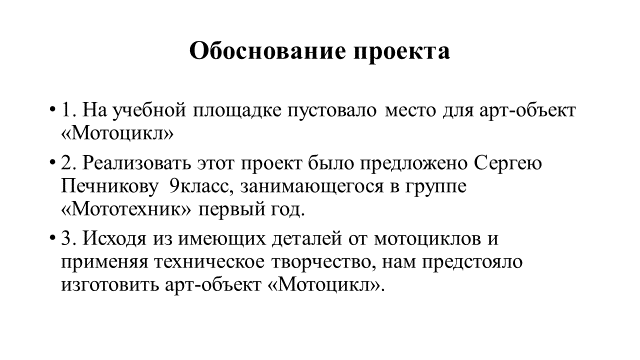 Обоснование проекта
• 1. На учебной площадке пустовало место для арт-объект
«Мотоцикл»
• 2. Реализовать этот проект было предложено Сергею
Печникову 9класс, занимающегося в группе
«Мототехник» первый год.
• 3. Исходя из имеющих деталей от мотоциклов и
применяя техническое творчество, нам предстояло
изготовить арт-объект «Мотоцикл».